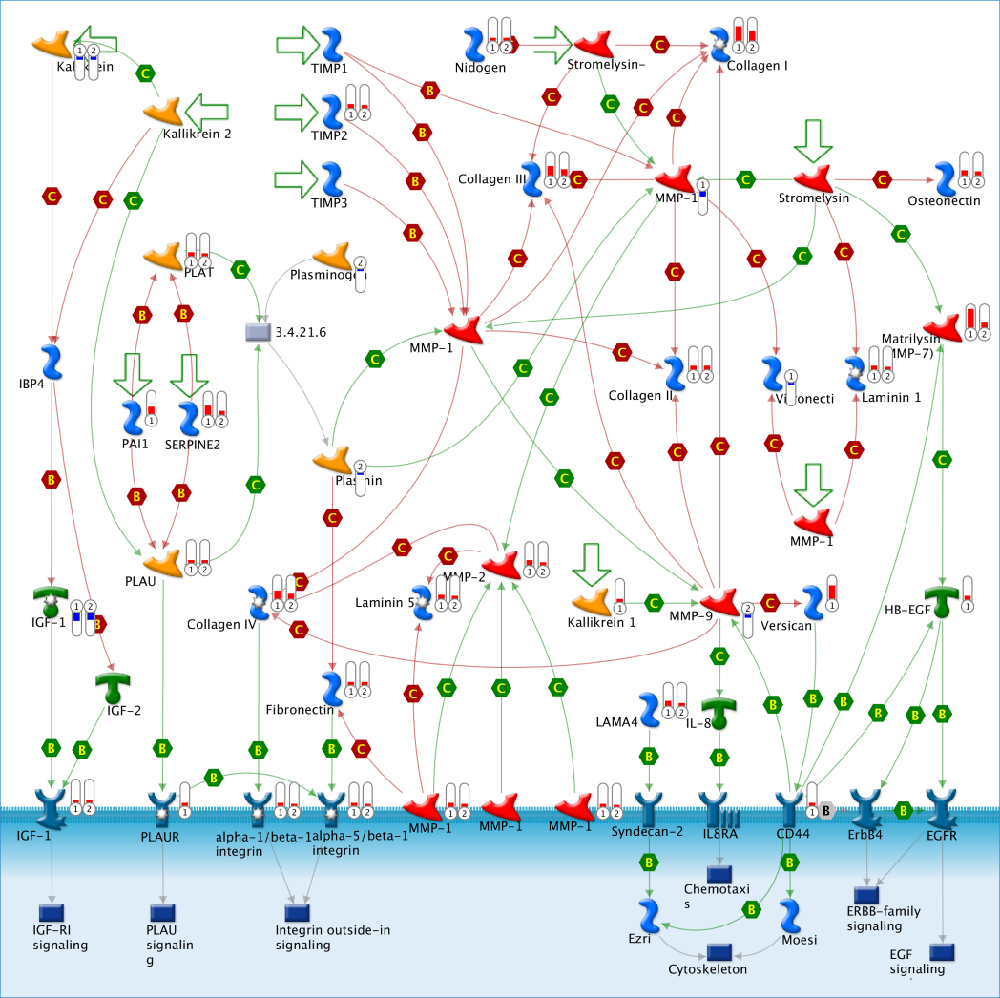 Kallikrein
TIMP1
Nidogen
Stromelysin-
Collagen I
Kallikrein 2
TIMP2
Collagen III
MMP-1
Stromelysin
Osteonectin
TIMP3
PLAT
Plasminogen
3.4.21.6
MMP-1
Matrilysin
(MMP-7)
IBP4
Collagen II
Vitronecti
Laminin 1
PAI1
SERPINE2
Plasmin
MMP-1
PLAU
MMP-2
IGF-1
Collagen IV
Laminin 5
Kallikrein 1
MMP-9
Versican
HB-EGF
IGF-2
Fibronectin
LAMA4
IL-8
IGF-1
PLAUR
alpha-1/beta-1
integrin
alpha-5/beta-1
integrin
MMP-1
MMP-1
MMP-1
Syndecan-2
IL8RA
CD44
ErbB4
EGFR
IGF-RI
signaling
PLAU
signalin
g
Integrin outside-in
signaling
Chemotaxi
s
Ezri
Moesi
Cytoskeleton
ERBB-family
signaling
EGF
signaling